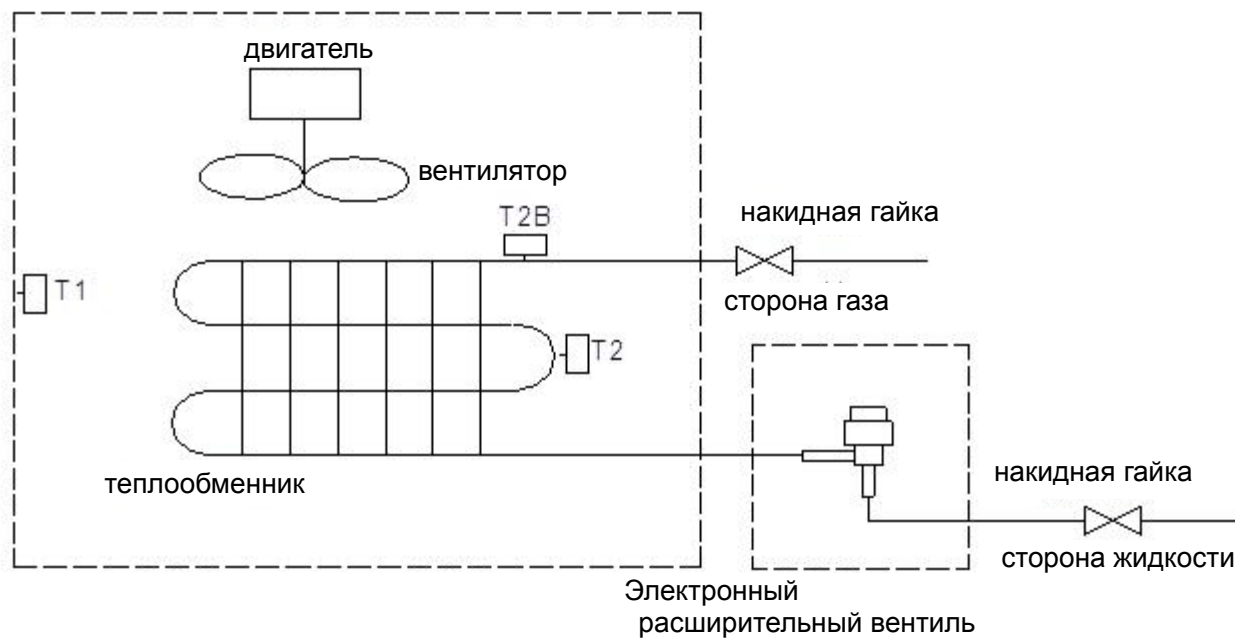 двигатель
вентилятор
T2B
накидная гайка
T1
сторона газа
T2
теплообменник
накидная гайка
сторона жидкости
Электронный
расширительный вентиль